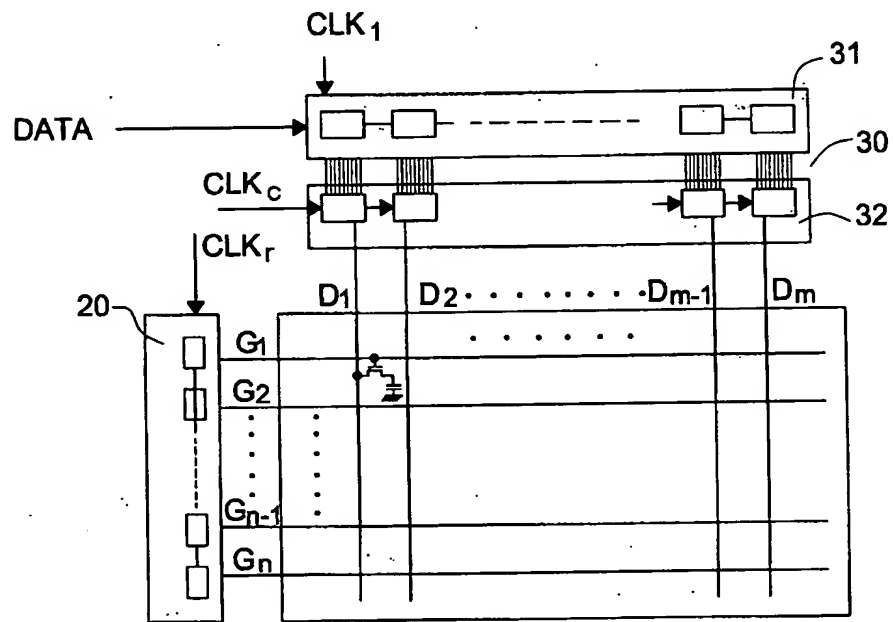 CLK1
31
DATA
30
CLKc
32
CLKr
20
D1 D2 Dm-1 Dm
G1
G2
Gn-1
Gn